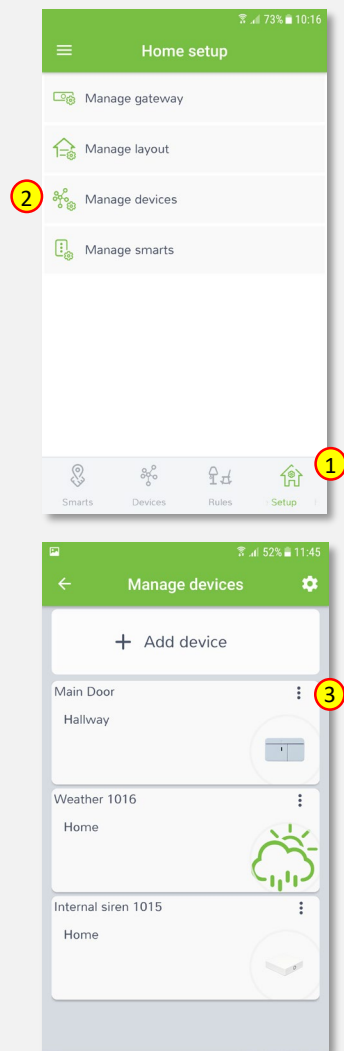 73% 10:16
Home setup
Manage gateway
Manage layout
2
Manage devices
Manage smarts
1
Smarts Devices Rules Setup
52% 11:45
Manage devices
+ Add device
Main Door
3
Hallway
Weather 1016
Home
Internal siren 1015
Home